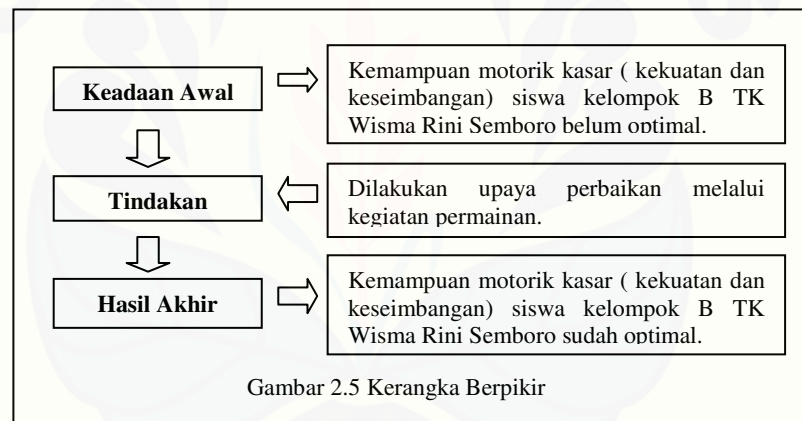 Keadaan Awal
Kemampuan motorik kasar ( kekuatan dan
keseimbangan) siswa kelompok B TK
Wisma Rini Semboro belum optimal.
Tindakan
Dilakukan upaya perbaikan melalui
kegiatan permainan.
Hasil Akhir
Kemampuan motorik kasar ( kekuatan dan
keseimbangan) siswa kelompok B TK
Wisma Rini Semboro sudah optimal.
Gambar 2.5 Kerangka Berpikir